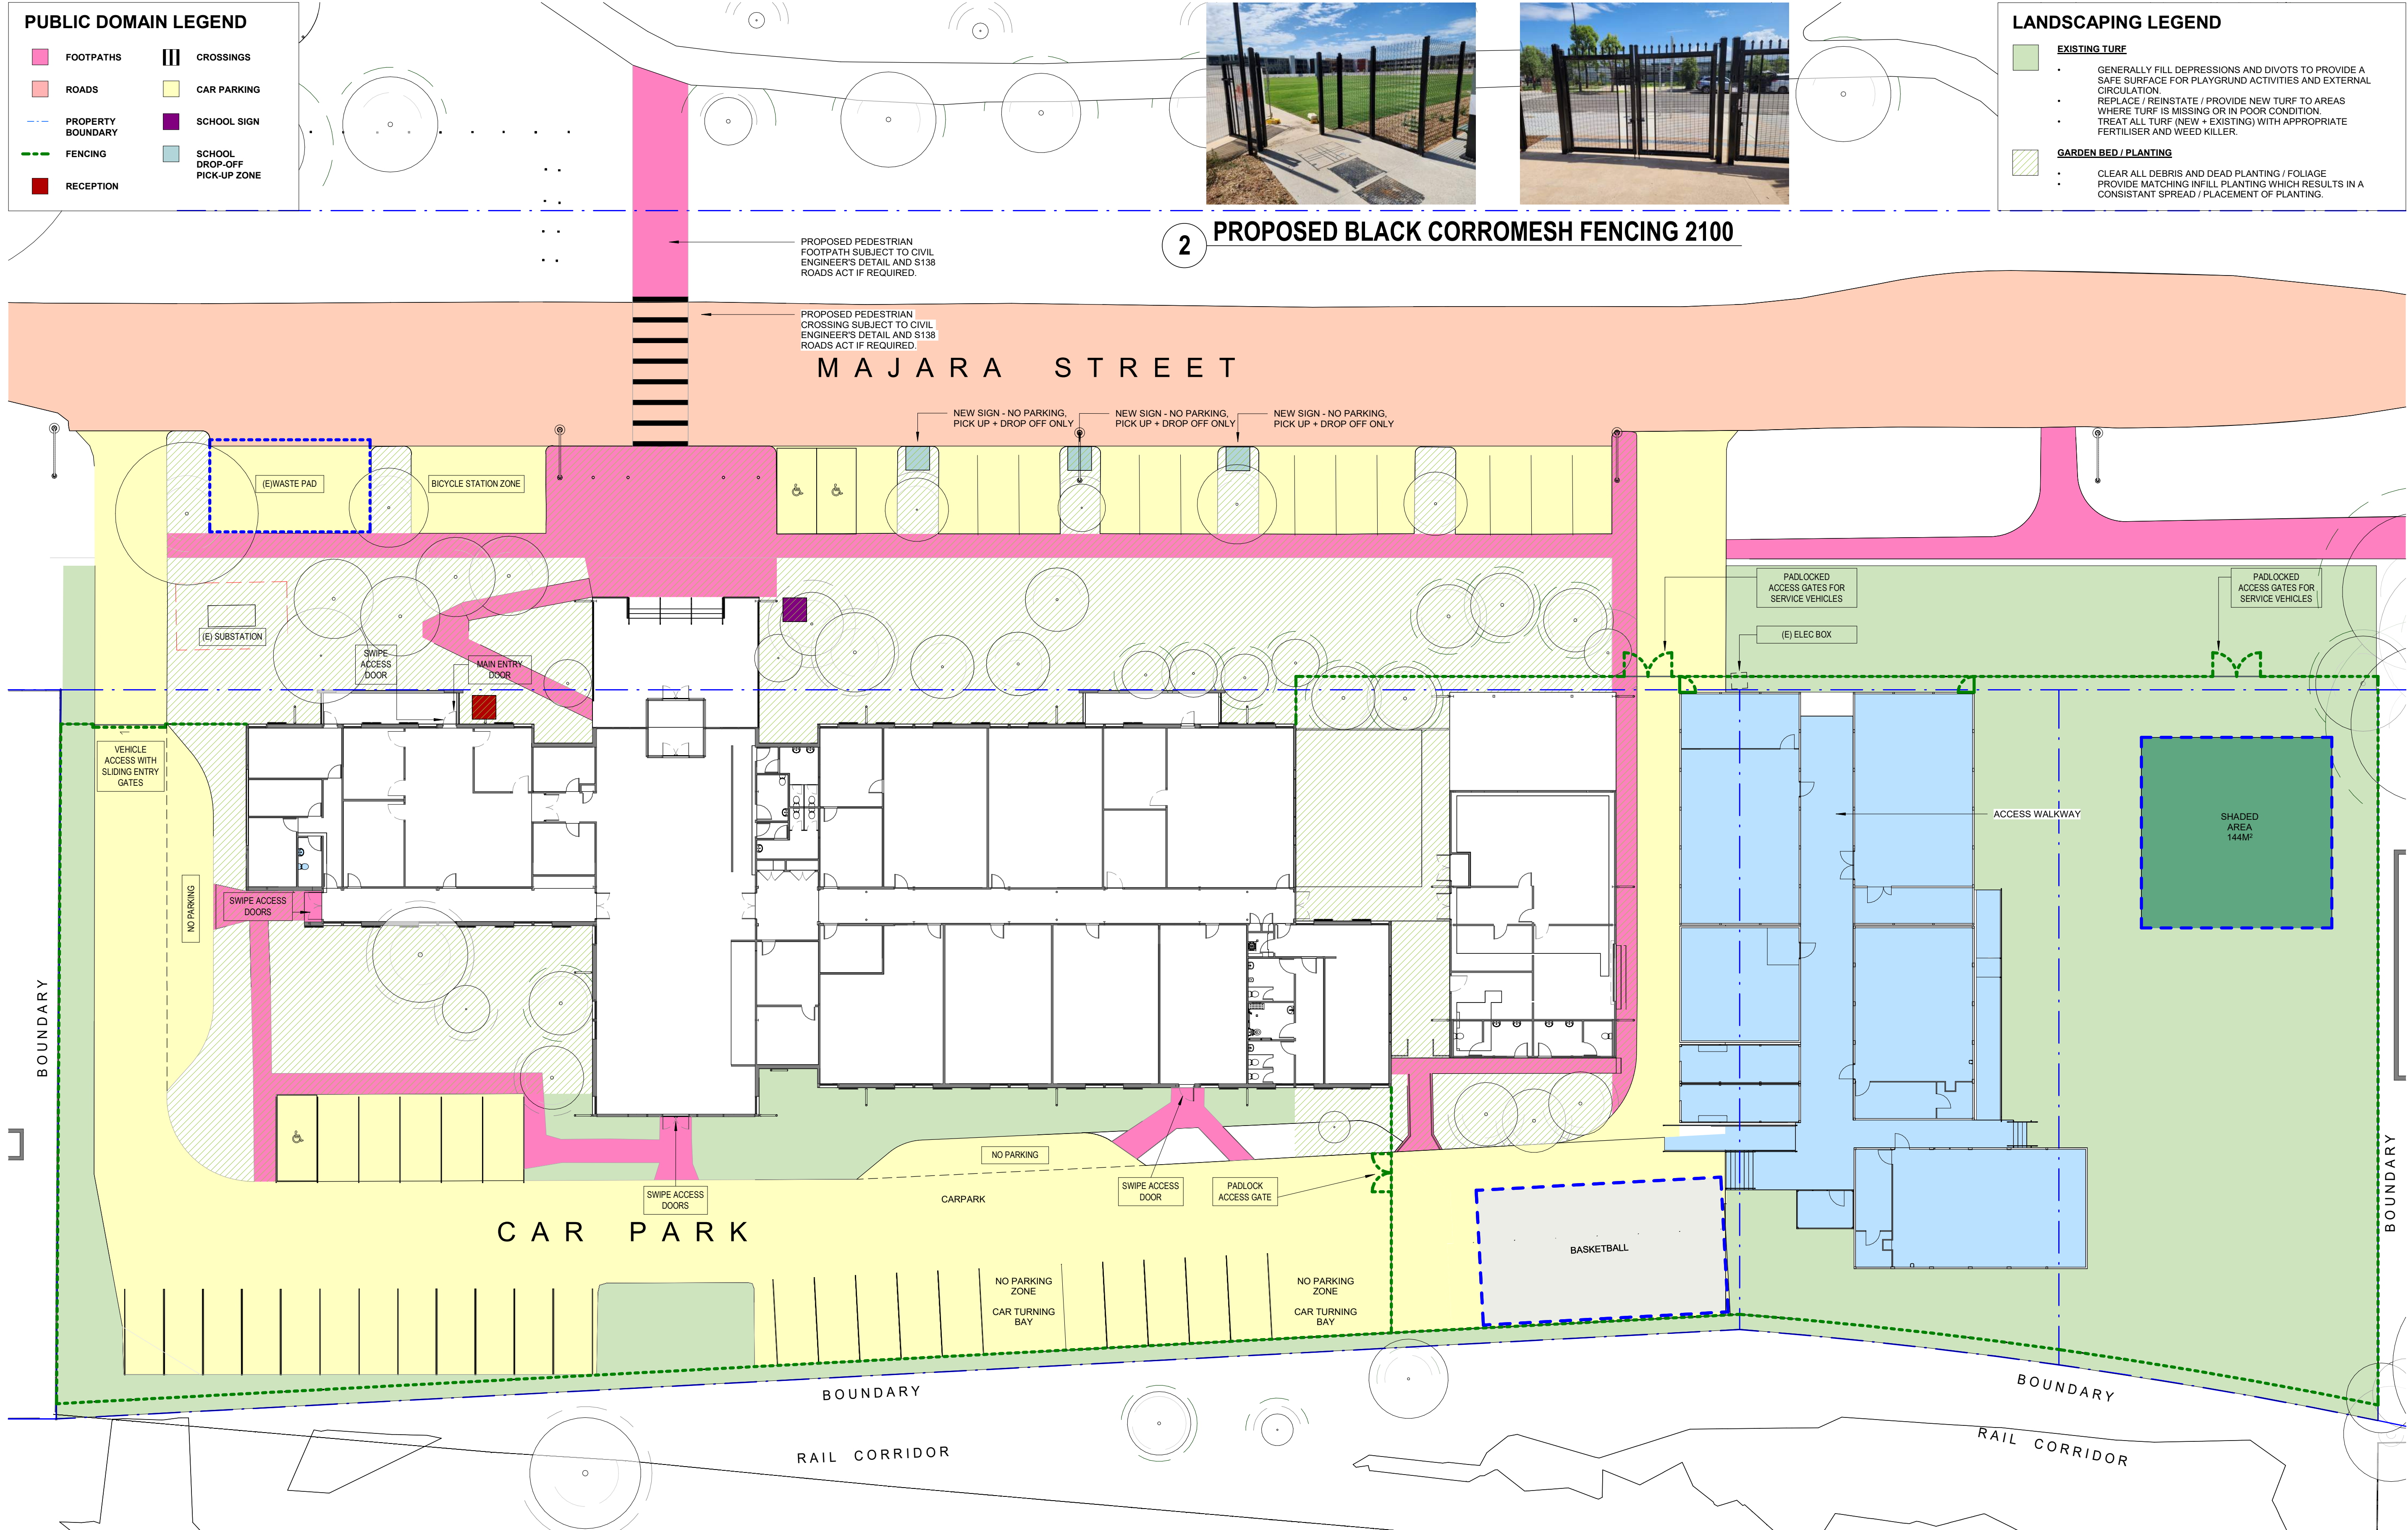 PUBLIC DOMAIN LEGEND
FOOTPATHS
CROSSINGS
ROADS
CAR PARKING
PROPERTY
BOUNDARY
SCHOOL SIGN
FENCING
SCHOOL
DROP-OFF
PICK-UP ZONE
RECEPTION
LANDSCAPING LEGEND
EXISTING TURF
• GENERALLY FILL DEPRESSIONS AND DIVOTS TO PROVIDE A
SAFE SURFACE FOR PLAYGRUND ACTIVITIES AND EXTERNAL
CIRCULATION.
• REPLACE / REINSTATE / PROVIDE NEW TURF TO AREAS
WHERE TURF IS MISSING OR IN POOR CONDITION.
• TREAT ALL TURF (NEW + EXISTING) WITH APPROPRIATE
FERTILISER AND WEED KILLER.
GARDEN BED / PLANTING
• CLEAR ALL DEBRIS AND DEAD PLANTING / FOLIAGE
• PROVIDE MATCHING INFILL PLANTING WHICH RESULTS IN A
CONSISTANT SPREAD / PLACEMENT OF PLANTING.
2 PROPOSED BLACK CORROMESH FENCING 2100
PROPOSED PEDESTRIAN
FOOTPATH SUBJECT TO CIVIL
ENGINEER'S DETAIL AND S138
ROADS ACT IF REQUIRED.
PROPOSED PEDESTRIAN
CROSSING SUBJECT TO CIVIL
ENGINEER'S DETAIL AND S138
ROADS ACT IF REQUIRED.
MAJARA STREET
NEW SIGN - NO PARKING,
PICK UP + DROP OFF ONLY
NEW SIGN - NO PARKING,
PICK UP + DROP OFF ONLY
NEW SIGN - NO PARKING,
PICK UP + DROP OFF ONLY
(E)WASTE PAD
BICYCLE STATION ZONE
PADLOCKED
ACCESS GATES FOR
SERVICE VEHICLES
PADLOCKED
ACCESS GATES FOR
SERVICE VEHICLES
(E) SUBSTATION
(E) ELEC BOX
SWIPE
ACCESS
DOOR
MAIN ENTRY
DOOR
VEHICLE
ACCESS WITH
SLIDING ENTRY
GATES
ACCESS WALKWAY
SHADED
AREA
144M²
NO PARKING
SWIPE ACCESS
DOORS
BOUNDARY
BOUNDARY
NO PARKING
SWIPE ACCESS
DOORS
CARPARK
SWIPE ACCESS
DOOR
PADLOCK
ACCESS GATE
CAR PARK
BASKETBALL
NO PARKING
ZONE
CAR TURNING
BAY
NO PARKING
ZONE
CAR TURNING
BAY
BOUNDARY
BOUNDARY
RAIL CORRIDOR
RAIL CORRIDOR